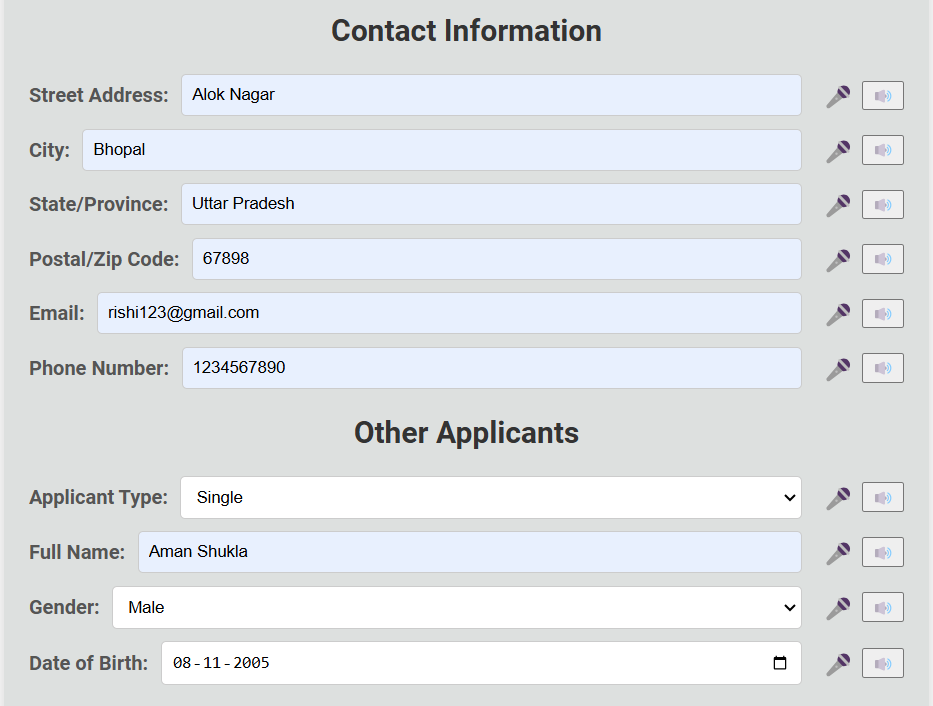 Contact Information
Street Address: Alok Nagar
City: Bhopal
State/Province: Uttar Pradesh
Postal/Zip Code: 67898
Email: rishi123@gmail.com
Phone Number: 1234567890
Other Applicants
Applicant Type: Single
Full Name: Aman Shukla
Gender: Male
Date of Birth: 08-11-2005